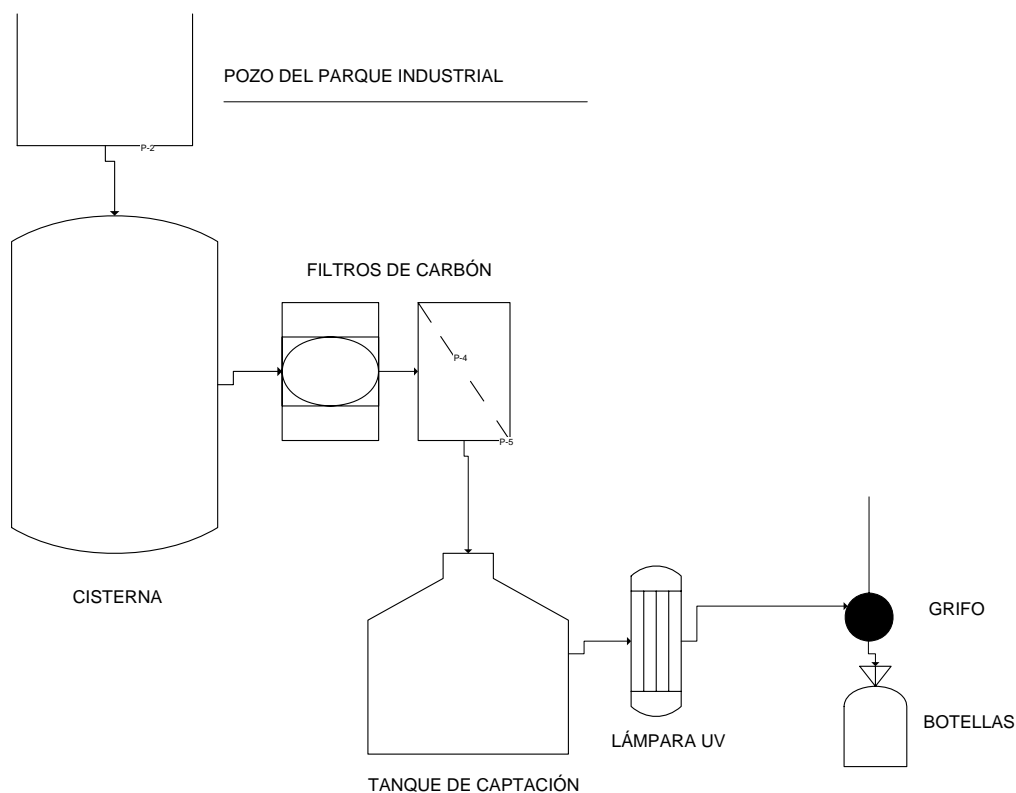 POZO DEL PARQUE INDUSTRIAL
P-2
FILTROS DE CARBÓN
P-4
P-5
CISTERNA
GRIFO
BOTELLAS
LÁMPARA UV
TANQUE DE CAPTACIÓN